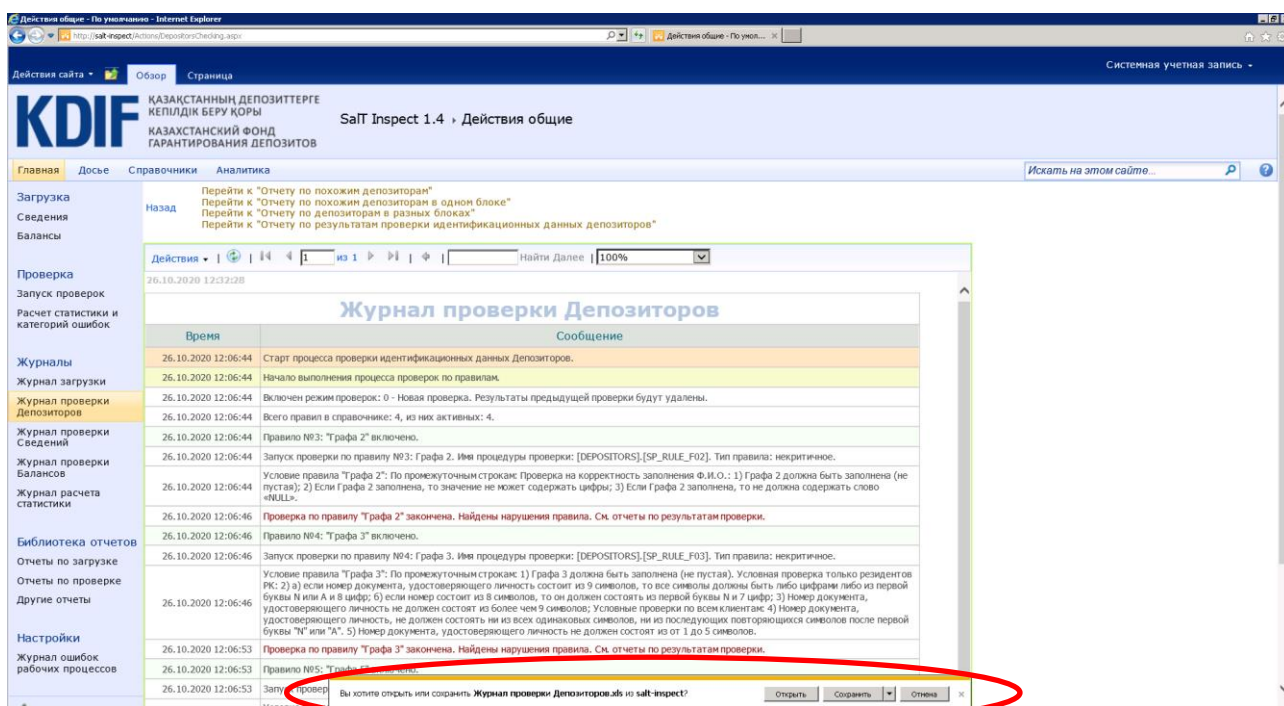 Действия общие - По умолчанию - Internet Explorer
http://salt-inspect/Actions/DepositorsChecking.aspx
Действия общие - По умол...
Действия сайта
Обзор
Страница
Системная учетная запись
KDIF
ҚАЗАҚСТАННЫҢ ДЕПОЗИТТЕРГЕ
КЕПІЛДІК БЕРУ ҚОРЫ
КАЗАХСТАНСКИЙ ФОНД
ГАРАНТИРОВАНИЯ ДЕПОЗИТОВ
SalT Inspect 1.4 › Действия общие
Главная Досье Справочники Аналитика
Искать на этом сайте...
Загрузка
Сведения
Балансы
Проверка
Запуск проверок
Расчет статистики и
категорий ошибок
Журналы
Журнал загрузки
Журнал проверки
Депозиторов
Журнал проверки
Сведений
Журнал проверки
Балансов
Журнал расчета
статистики
Библиотека отчетов
Отчеты по загрузке
Отчеты по проверке
Другие отчеты
Настройки
Журнал ошибок
рабочих процессов
Назад
Перейти к "Отчету по похожим депозиторам"
Перейти к "Отчету по похожим депозиторам в одном блоке"
Перейти к "Отчету по депозиторам в разных блоках"
Перейти к "Отчету по результатам проверки идентификационных данных депозиторов"
Действия | 1 из 1 | Найти Далее | 100%
26.10.2020 12:32:28
Журнал проверки Депозиторов
Время Сообщение
26.10.2020 12:06:44 Старт процесса проверки идентификационных данных Депозиторов.
26.10.2020 12:06:44 Начало выполнения процесса проверок по правилам.
26.10.2020 12:06:44 Включен режим проверок: 0 - Новая проверка. Результаты предыдущей проверки будут удалены.
26.10.2020 12:06:44 Всего правил в справочнике: 4, из них активных: 4.
26.10.2020 12:06:44 Правило №3: "Графа 2" включено.
26.10.2020 12:06:44 Запуск проверки по правилу №3: Графа 2. Имя процедуры проверки: [DEPOSITORS].[SP_RULE_F02]. Тип правила: некритичное.
26.10.2020 12:06:44 Условие правила "Графа 2": По промежуточным строкам: Проверка на корректность заполнения Ф.И.О.: 1) Графа 2 должна быть заполнена (не
пустая); 2) Если Графа 2 заполнена, то значение не может содержать цифры; 3) Если Графа 2 заполнена, то не должна содержать слово
«NULL».
26.10.2020 12:06:46 Проверка по правилу "Графа 2" закончена. Найдены нарушения правила. См. отчеты по результатам проверки.
26.10.2020 12:06:46 Правило №4: "Графа 3" включено.
26.10.2020 12:06:46 Запуск проверки по правилу №4: Графа 3. Имя процедуры проверки: [DEPOSITORS].[SP_RULE_F03]. Тип правила: некритичное.
26.10.2020 12:06:46 Условие правила "Графа 3": По промежуточным строкам: 1) Графа 3 должна быть заполнена (не пустая). Условная проверка только резидентов
РК: 2) а) если номер документа, удостоверяющего личность состоит из 9 символов, то все символы должны быть либо цифрами либо из первой
буквы N или А и 8 цифр; б) если номер состоит из 8 символов, то он должен состоять из первой буквы N и 7 цифр; 3) Номер документа,
удостоверяющего личность не должен состоят из более чем 9 символов; Условные проверки по всем клиентам: 4) Номер документа,
удостоверяющего личность, не должен состоять ни из всех одинаковых символов, ни из последующих повторяющихся символов после первой
буквы "N" или "А". 5) Номер документа, удостоверяющего личность не должен состоят из от 1 до 5 символов.
26.10.2020 12:06:53 Проверка по правилу "Графа 3" закончена. Найдены нарушения правила. См. отчеты по результатам проверки.
26.10.2020 12:06:53 Правило №5:
26.10.2020 12:06:53
Вы хотите открыть или сохранить Журнал проверки Депозиторов.xls из salt-inspect?
Открыть Сохранить Отмена